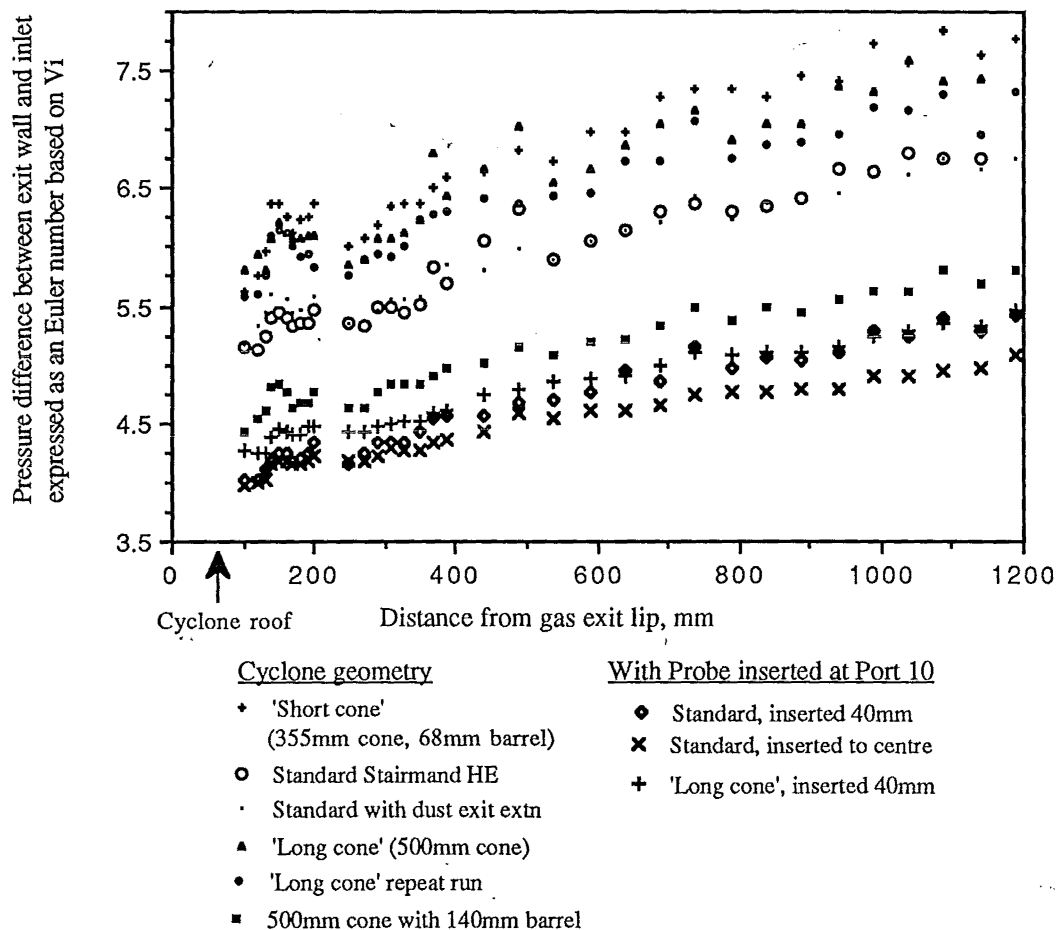 Pressure difference between exit wall and inlet
expressed as an Euler number based on Vi
7.5
6.5
5.5
4.5
3.5
0 200 400 600 800 1000 1200
Cyclone roof
Distance from gas exit lip, mm
Cyclone geometry
'Short cone'
(355mm cone, 68mm barrel)
Standard Stairmand HE
Standard with dust exit extn
'Long cone' (500mm cone)
'Long cone' repeat run
500mm cone with 140mm barrel
With Probe inserted at Port 10
Standard, inserted 40mm
Standard, inserted to centre
'Long cone', inserted 40mm